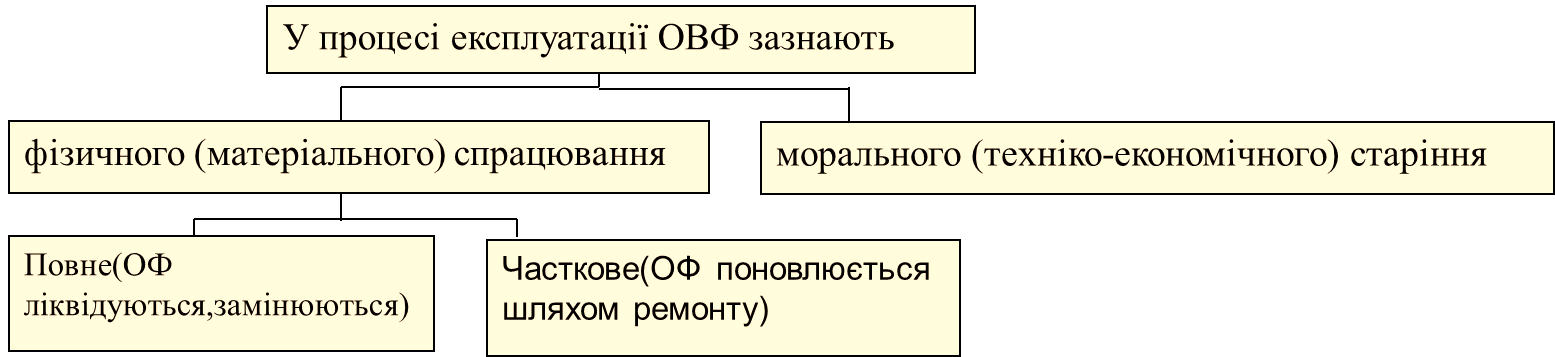 У процесі експлуатації ОВФ зазнають
фізичного (матеріального) спрацювання
морального (техніко-економічного) старіння
Повне(ОФ
ліквідуються,замінюються)
Часткове(ОФ поновлюється
шляхом ремонту)